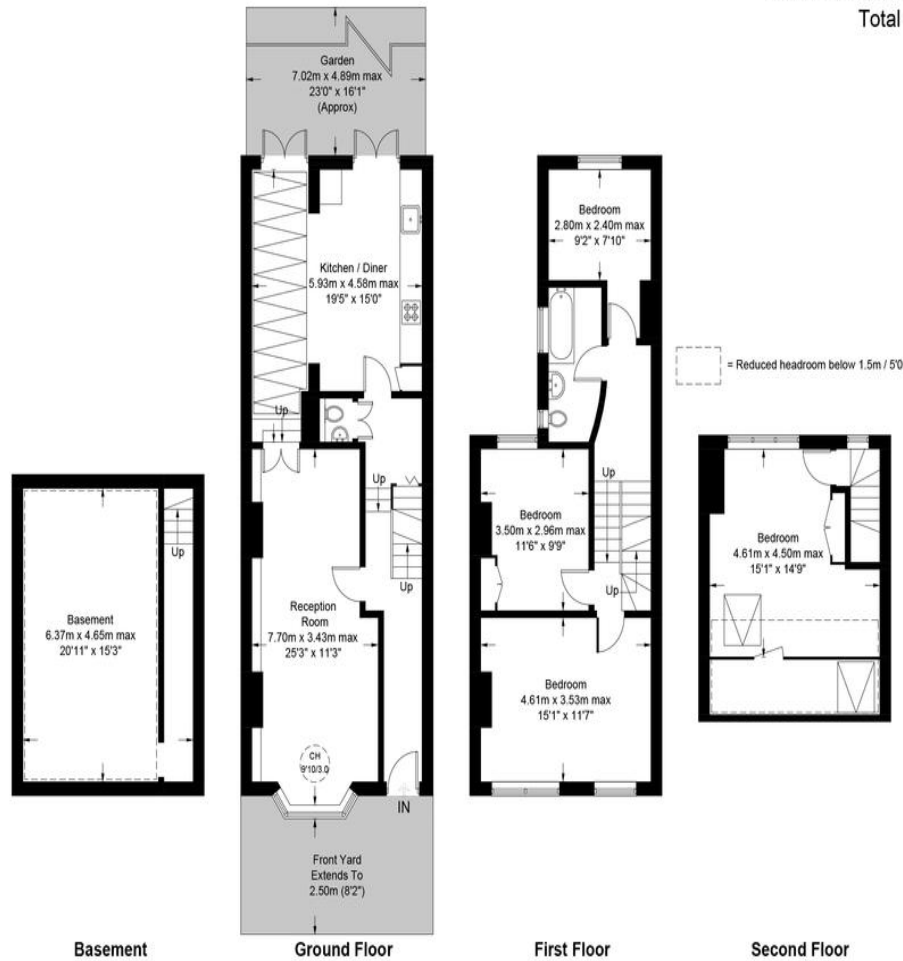 Total
Garden
7.02m x 4.89m max
23'0" x 16'1"
(Approx)
Kitchen / Diner
5.93m x 4.58m max
19'5" x 15'0"
Up
Up
Up
Reception
Room
7.70m x 3.43m max
25'3" x 11'3"
CH
9'10/3.0
IN
Front Yard
Extends To
2.50m (8'2")
Basement
6.37m x 4.65m max
20'11" x 15'3"
Up
Bedroom
2.80m x 2.40m max
9'2" x 7'10"
Up
Bedroom
3.50m x 2.96m max
11'6" x 9'9"
Up
Bedroom
4.61m x 3.53m max
15'1" x 11'7"
= Reduced headroom below 1.5m / 5'0
Bedroom
4.61m x 4.50m max
15'1" x 14'9"
Basement
Ground Floor
First Floor
Second Floor